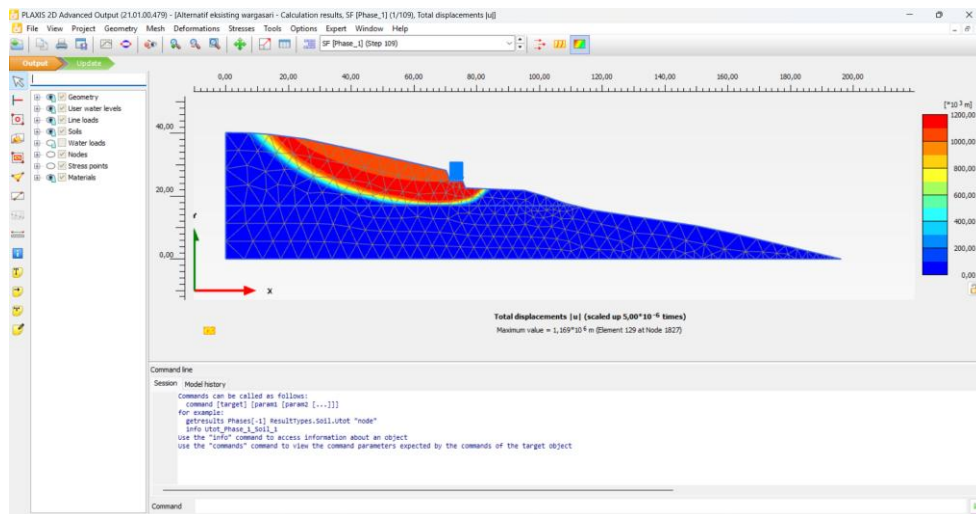 PLAXIS 2D Advanced Output (21.01.00.479) - [Alternatif eksisting wargasari - Calculation results, SF [Phase_1] (1/109), Total displacements |u|]
File View Project Geometry Mesh Deformations Stresses Tools Options Expert Window Help
SF [Phase_1] (Step 109)
Output Update
Geometry
User water levels
Line loads
Soils
Water loads
Nodes
Stress points
Materials
0,00 20,00 40,00 60,00 80,00 100,00 120,00 140,00 160,00 180,00 200,00
40,00
20,00
0,00
x
[*10 3 m]
1200,00
1000,00
800,00
600,00
400,00
200,00
0,00
Total displacements |u| (scaled up 5,00*10 -6 times)
Maximum value = 1,169*10 6 m (Element 129 at Node 1827)
Command line
Session Model history
Commands can be called as follows:
command [target] [param1 [param2 [...]]]
for example:
getresults Phases[-1] ResultTypes.Soil.Utot "node"
info Utot_Phase_1_Soil_1
Use the "info" command to access information about an object
Use the "commands" command to view the command parameters expected by the commands of the target object
Command